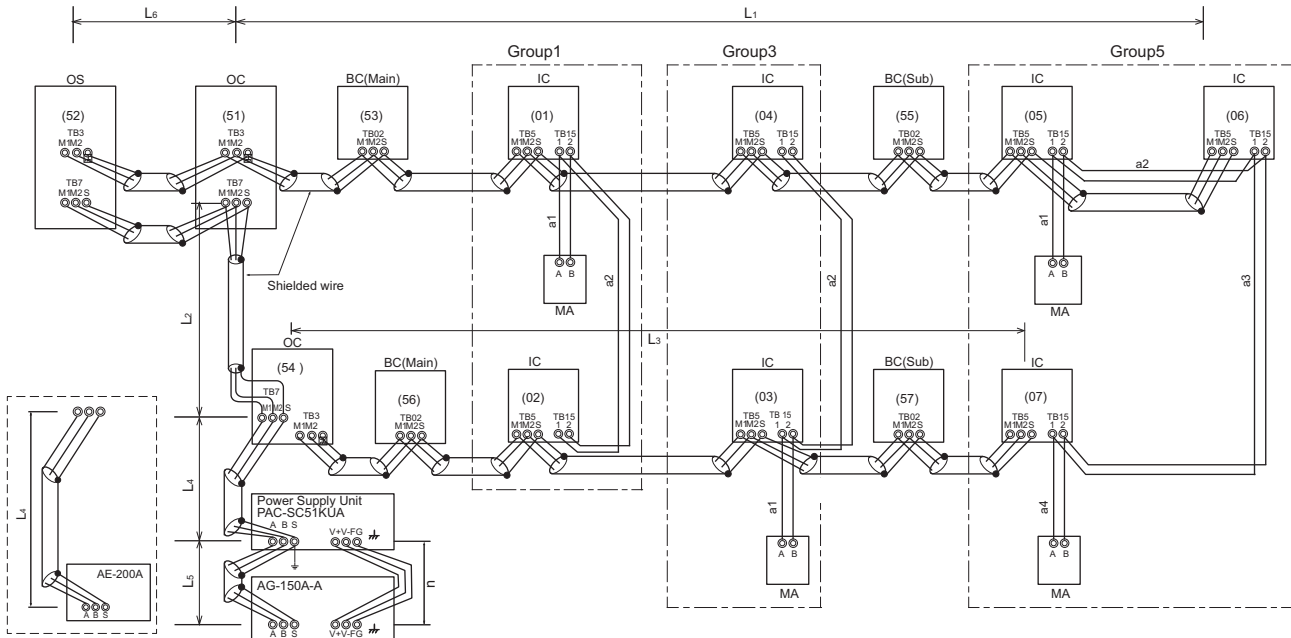 L6
L1
Group1
Group3
Group5
OS
OC
BC(Main)
IC
IC
BC(Sub)
IC
IC
(52)
(51)
(53)
(01)
(04)
(55)
(05)
(06)
TB3
M1M2
TB3
M1M2
TB02
M1M2S
TB5
M1M2S
TB15
1 2
TB5
M1M2S
TB15
1 2
TB02
M1M2S
TB5
M1M2S
TB15
1 2
TB5
M1M2S
TB15
1 2
a2
TB7
M1M2 S
TB7
M1M2 S
a1
a1
A B
MA
A B
MA
a2
a2
a3
Shielded wire
L2
L3
OC
BC(Main)
IC
IC
BC(Sub)
IC
(54 )
(56)
(02)
(03)
(57)
(07)
TB7
M1M2 S
TB3
M1M2
TB02
M1M2S
TB5
M1M2S
TB15
1 2
TB5
M1M2S
TB 15
1 2
TB02
M1M2S
TB5
M1M2S
TB15
1 2
L4
L4
Power Supply Unit
PAC-SC51KUA
A B S
V+V-FG
a1
a4
A B
MA
A B
MA
L5
n
AE-200A
A B S
AG-150A-A
A B S
V+V-FG